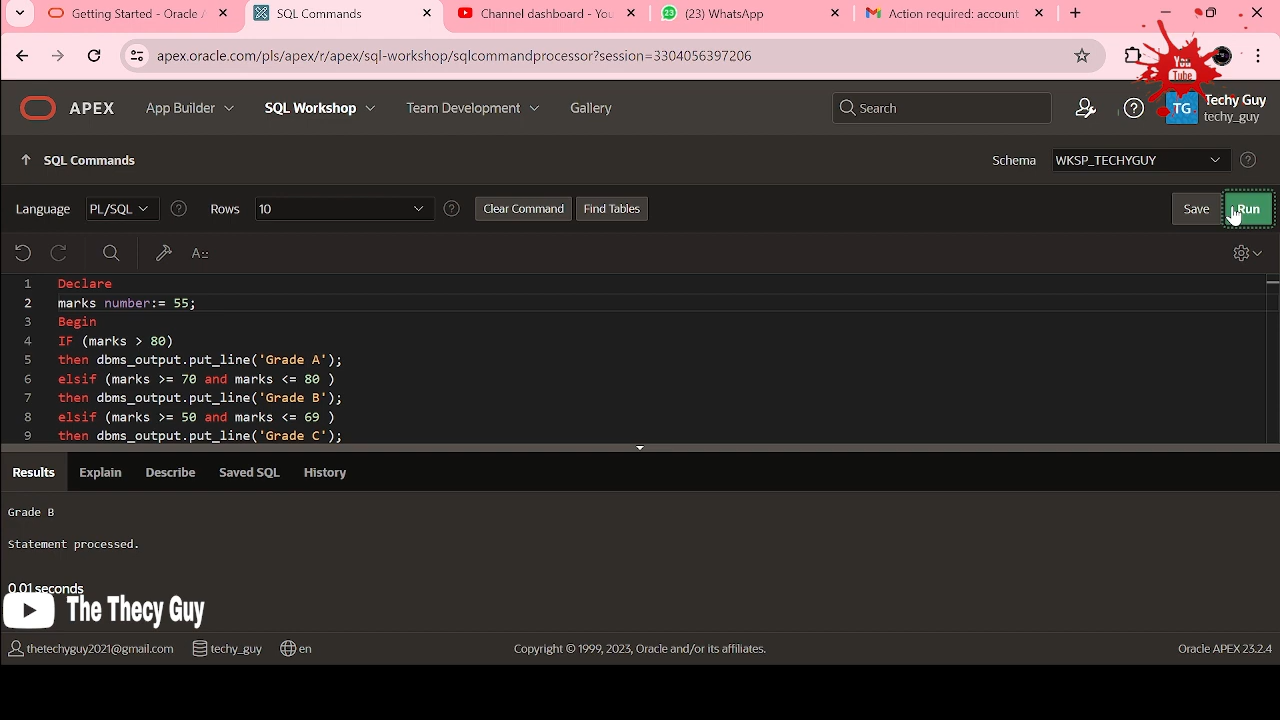 Getting Started - Oracle A
SQL Commands
Channel dashboard - You
(23) WhatsApp
Action required: account
apex.oracle.com/pls/apex/r/apex/sql-workshop/sqlcommandprocessor?session=3304056397206
You
Tube
APEX
App Builder
SQL Workshop
Team Development
Gallery
Search
TG
Techy Guy
techy_guy
SQL Commands
Schema
WKSP_TECHYGUY
Language
PL/SQL
Rows
10
Clear Command
Find Tables
Save
Run
A::
1 Declare
2 marks number:= 55;
3 Begin
4 IF (marks > 80)
5 then dbms_output.put_line('Grade A');
6 elsif (marks >= 70 and marks <= 80 )
7 then dbms_output.put_line('Grade B');
8 elsif (marks >= 50 and marks <= 69 )
9 then dbms_output.put_line('Grade C');
Results
Explain
Describe
Saved SQL
History
Grade B
Statement processed.
0.01 seconds
The Thecy Guy
thetechyguy2021@gmail.com
techy_guy
en
Copyright © 1999, 2023, Oracle and/or its affiliates.
Oracle APEX 23.2.4